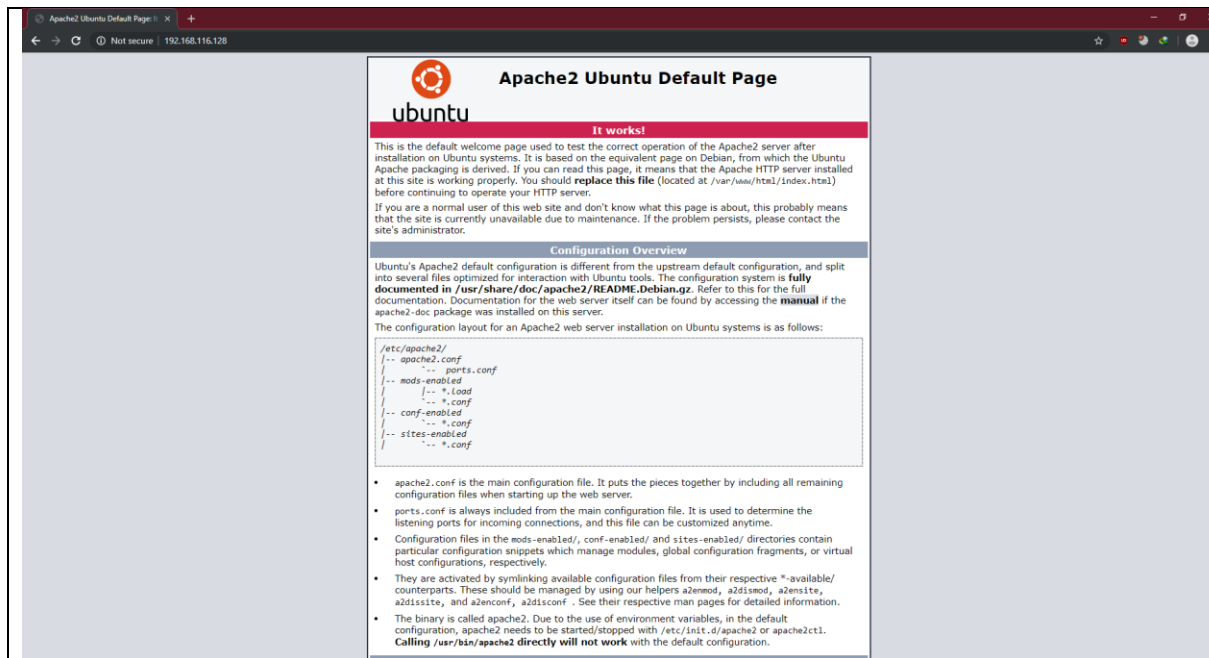 Apache2 Ubuntu Default Page: It
Not secure | 192.168.116.128
ubuntu
Apache2 Ubuntu Default Page
It works!
This is the default welcome page used to test the correct operation of the Apache2 server after
installation on Ubuntu systems. It is based on the equivalent page on Debian, from which the Ubuntu
Apache packaging is derived. If you can read this page, it means that the Apache HTTP server installed
at this site is working properly. You should replace this file (located at /var/www/html/index.html)
before continuing to operate your HTTP server.
If you are a normal user of this web site and don't know what this page is about, this probably means
that the site is currently unavailable due to maintenance. If the problem persists, please contact the
site's administrator.
Configuration Overview
Ubuntu's Apache2 default configuration is different from the upstream default configuration, and split
into several files optimized for interaction with Ubuntu tools. The configuration system is fully
documented in /usr/share/doc/apache2/README.Debian.gz. Refer to this for the full
documentation. Documentation for the web server itself can be found by accessing the manual if the
apache2-doc package was installed on this server.
The configuration layout for an Apache2 web server installation on Ubuntu systems is as follows:
/etc/apache2/
|-- apache2.conf
|       `--  ports.conf
|-- mods-enabled
|       |-- *.load
|       `-- *.conf
|-- conf-enabled
|       `-- *.conf
|-- sites-enabled
|       `-- *.conf
• apache2.conf is the main configuration file. It puts the pieces together by including all remaining
configuration files when starting up the web server.
• ports.conf is always included from the main configuration file. It is used to determine the
listening ports for incoming connections, and this file can be customized anytime.
• Configuration files in the mods-enabled/, conf-enabled/ and sites-enabled/ directories contain
particular configuration snippets which manage modules, global configuration fragments, or virtual
host configurations, respectively.
• They are activated by symlinking available configuration files from their respective *-available/
counterparts. These should be managed by using our helpers a2enmod, a2dismod, a2ensite,
a2dissite, and a2enconf, a2disconf . See their respective man pages for detailed information.
• The binary is called apache2. Due to the use of environment variables, in the default
configuration, apache2 needs to be started/stopped with /etc/init.d/apache2 or apache2ctl.
Calling /usr/bin/apache2 directly will not work with the default configuration.